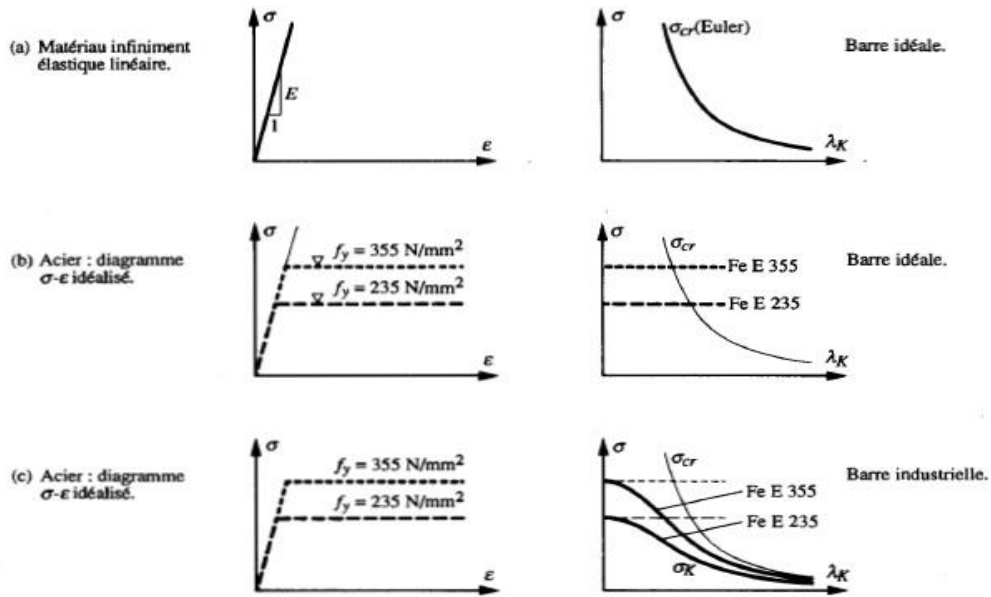 (a) Matériau infiniment
élastique linéaire.
σ
E
1
ε
σ
σcr(Euler)
λK
Barre idéale.
(b) Acier : diagramme
σ-ε idéalisé.
σ
fy = 355 N/mm²
fy = 235 N/mm²
ε
σ
σcr
Fe E 355
Fe E 235
λK
Barre idéale.
(c) Acier : diagramme
σ-ε idéalisé.
σ
fy = 355 N/mm²
fy = 235 N/mm²
ε
σ
σcr
Fe E 355
Fe E 235
σK
λK
Barre industrielle.